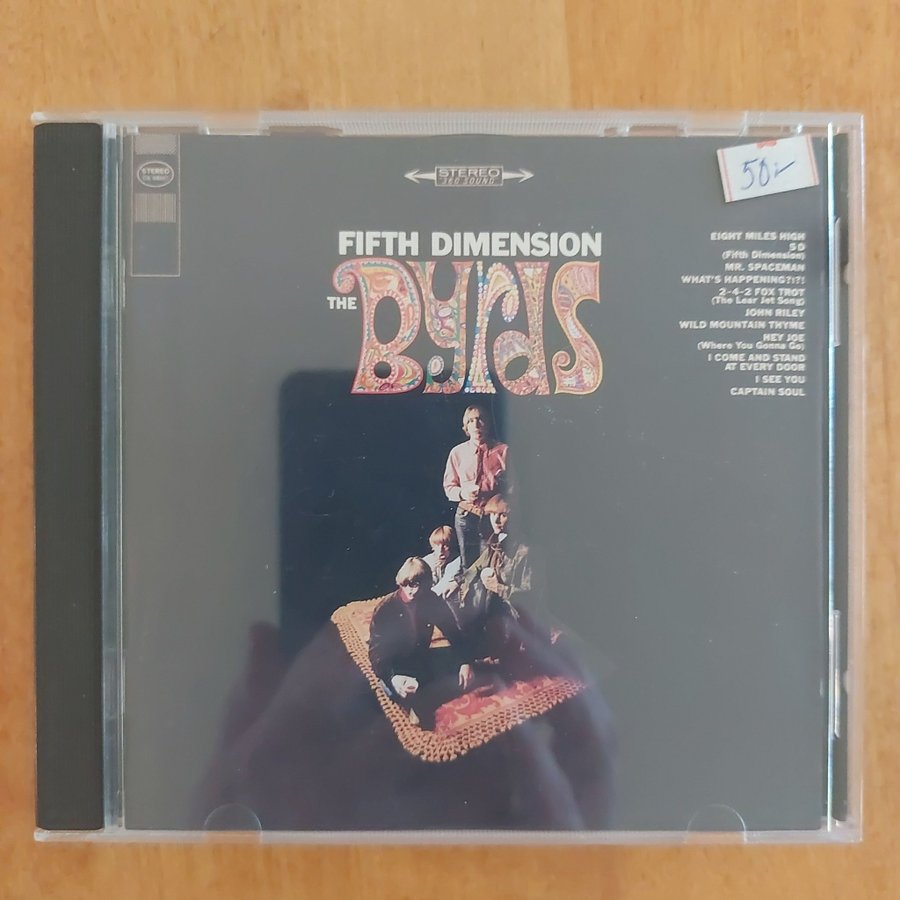 STEREO
STEREO
360 SOUND
50,-
FIFTH DIMENSION
THE BYRDS
EIGHT MILES HIGH
5 D
(Fifth Dimension)
MR. SPACEMAN
WHAT'S HAPPENING?!?!
2-4-2 FOX TROT
(The Lear Jet Song)
JOHN RILEY
WILD MOUNTAIN THYME
HEY JOE
(Where You Gonna Go)
I COME AND STAND
AT EVERY DOOR
I SEE YOU
CAPTAIN SOUL